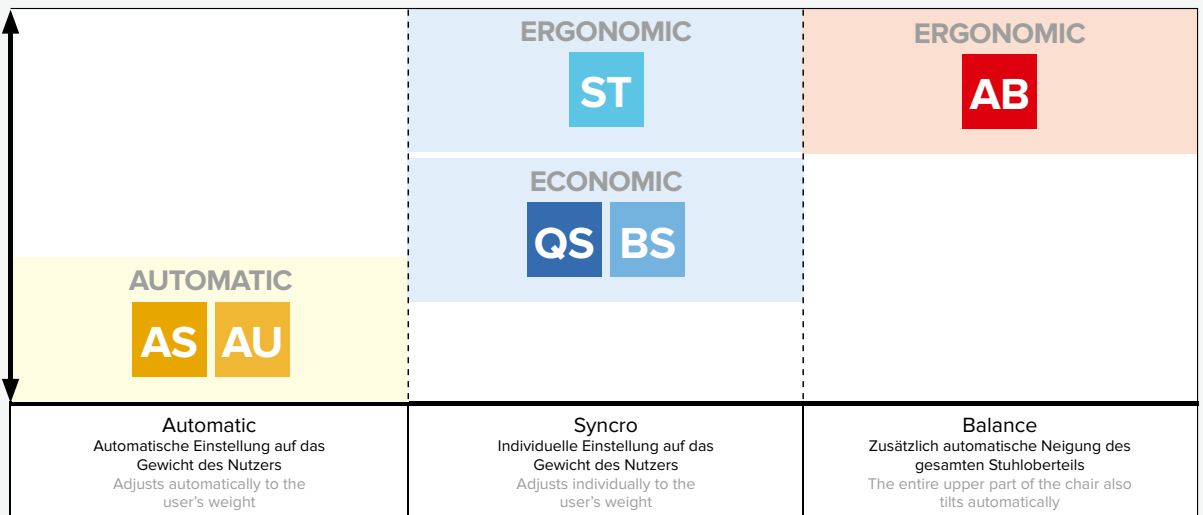 ERGONOMIC
ST
ERGONOMIC
AB
ECONOMIC
QS BS
AUTOMATIC
AS AU
Automatic
Automatische Einstellung auf das
Gewicht des Nutzers
Adjusts automatically to the
user's weight
Syncro
Individuelle Einstellung auf das
Gewicht des Nutzers
Adjusts individually to the
user's weight
Balance
Zusätzlich automatische Neigung des
gesamten Stuhloberteils
The entire upper part of the chair also
tilts automatically